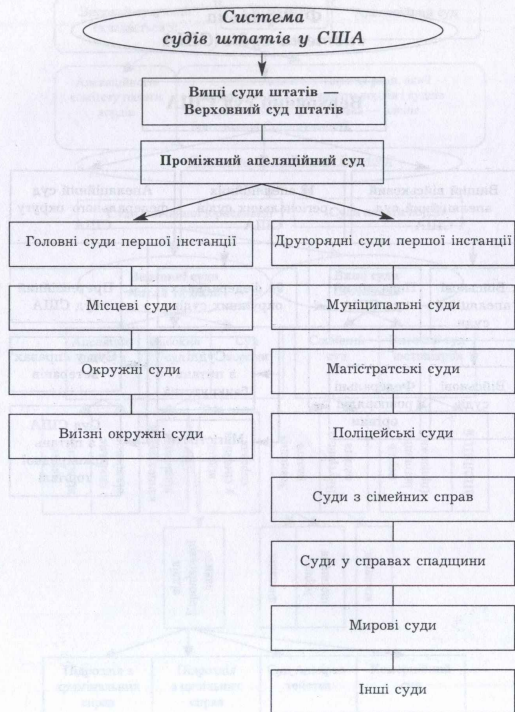 Система
судів штатів у США
Вищі суди штатів —
Верховний суд штатів
Проміжний апеляційний суд
Головні суди першої інстанції
Місцеві суди
Окружні суди
Виїзні окружні суди
Другорядні суди першої інстанції
Муніципальні суди
Магістратські суди
Поліцейські суди
Суди з сімейних справ
Суди у справах спадщини
Мирові суди
Інші суди